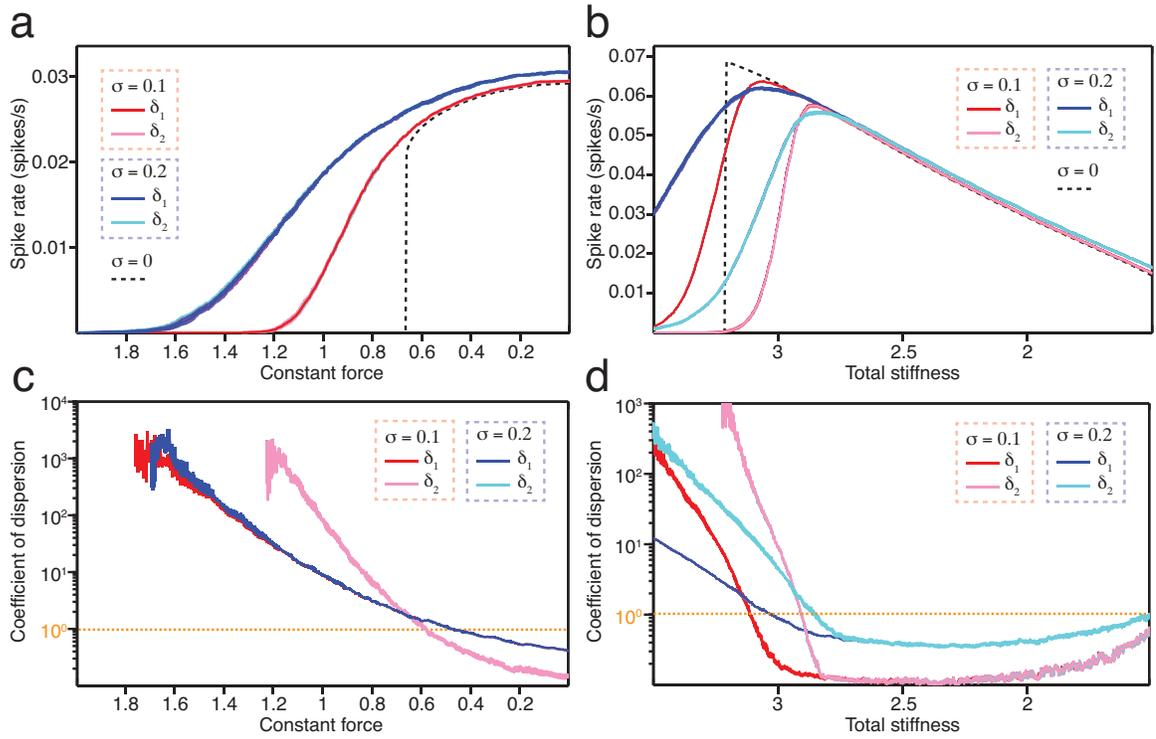 a
Spike rate (spikes/s)
0.03
0.02
0.01
σ = 0.1
δ1
δ2
σ = 0.2
δ1
δ2
σ = 0
1.8 1.6 1.4 1.2 1 0.8 0.6 0.4 0.2
Constant force
b
Spike rate (spikes/s)
0.07
0.06
0.05
0.04
0.03
0.02
0.01
σ = 0.1 σ = 0.2
δ1 δ1
δ2 δ2
σ = 0
3 2.5 2
Total stiffness
c
Coefficient of dispersion
10⁴
10³
10²
10¹
10⁰
σ = 0.1 σ = 0.2
δ1 δ1
δ2 δ2
1.8 1.6 1.4 1.2 1 0.8 0.6 0.4 0.2
Constant force
d
Coefficient of dispersion
10³
10²
10¹
10⁰
σ = 0.1 σ = 0.2
δ1 δ1
δ2 δ2
3 2.5 2
Total stiffness